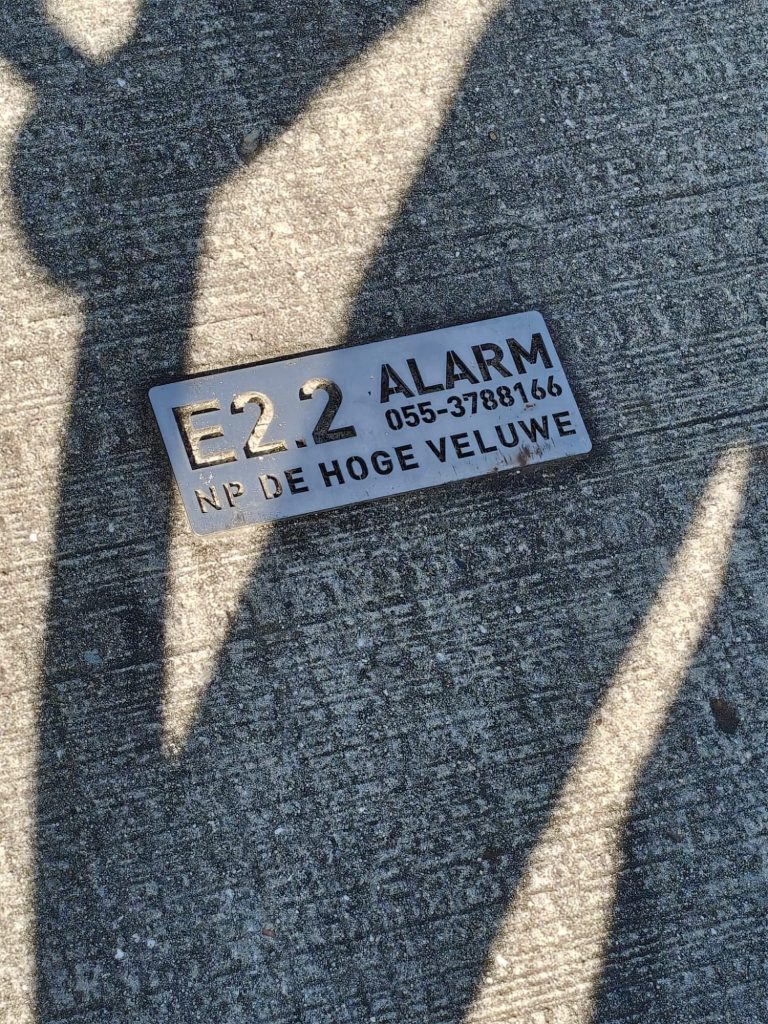 E2.2
ALARM
055-3788166
NP DE HOGE VELUWE